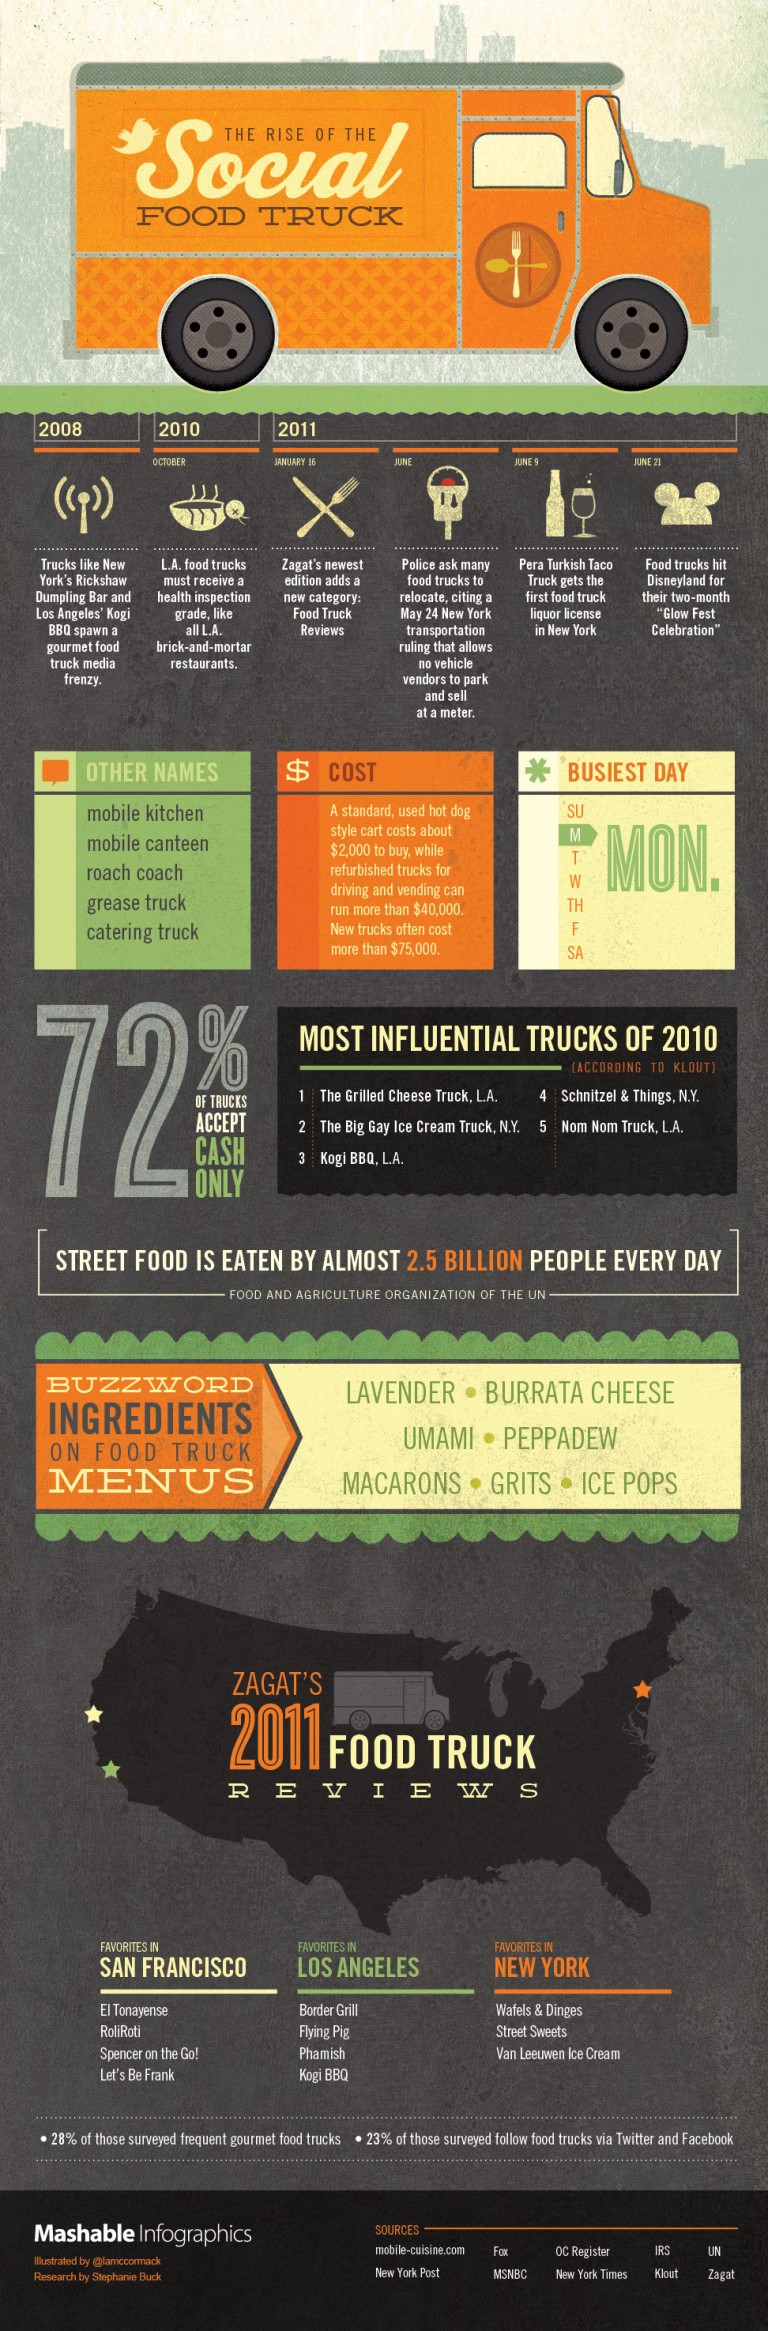 THE RISE OF THE
Social
FOOD TRUCK
2008
2010
2011
OCTOBER
JANUARY 16
JUNE
JUNE 9
JUNE 21
Trucks like New
York's Rickshaw
Dumpling Bar and
Los Angeles' Kogi
BBQ spawn a
gourmet food
truck media
frenzy.
L.A. food trucks
must receive a
health inspection
grade, like
all L.A.
brick-and-mortar
restaurants.
Zagat's newest
edition adds a
new category:
Food Truck
Reviews
Police ask many
food trucks to
relocate, citing a
May 24 New York
transportation
ruling that allows
no vehicle
vendors to park
and sell
at a meter.
Pera Turkish Taco
Truck gets the
first food truck
liquor license
in New York
Food trucks hit
Disneyland for
their two-month
"Glow Fest
Celebration"
OTHER NAMES
mobile kitchen
mobile canteen
roach coach
grease truck
catering truck
$ COST
A standard, used hot dog
style cart costs about
$2,000 to buy, while
refurbished trucks for
driving and vending can
run more than $40,000.
New trucks often cost
more than $75,000.
BUSIEST DAY
SU
M
T
W
TH
F
SA
MON.
72%
OF TRUCKS
ACCEPT
CASH
ONLY
MOST INFLUENTIAL TRUCKS OF 2010
(ACCORDING TO KLOUT)
1 The Grilled Cheese Truck, L.A.
2 The Big Gay Ice Cream Truck, N.Y.
3 Kogi BBQ, L.A.
4 Schnitzel & Things, N.Y.
5 Nom Nom Truck, L.A.
STREET FOOD IS EATEN BY ALMOST 2.5 BILLION PEOPLE EVERY DAY
FOOD AND AGRICULTURE ORGANIZATION OF THE UN
BUZZWORD
INGREDIENTS
ON FOOD TRUCK
MENUS
LAVENDER • BURRATA CHEESE
UMAMI • PEPPADEW
MACARONS • GRITS • ICE POPS
ZAGAT'S
2011 FOOD TRUCK
REVIEWS
FAVORITES IN
SAN FRANCISCO
El Tonayense
RoliRoti
Spencer on the Go!
Let's Be Frank
FAVORITES IN
LOS ANGELES
Border Grill
Flying Pig
Phamish
Kogi BBQ
FAVORITES IN
NEW YORK
Wafels & Dinges
Street Sweets
Van Leeuwen Ice Cream
• 28% of those surveyed frequent gourmet food trucks • 23% of those surveyed follow food trucks via Twitter and Facebook
Mashable Infographics
Illustrated by @lamccormack
Research by Stephanie Buck
SOURCES
mobile-cuisine.com
New York Post
Fox
MSNBC
OC Register
New York Times
IRS
Klout
UN
Zagat